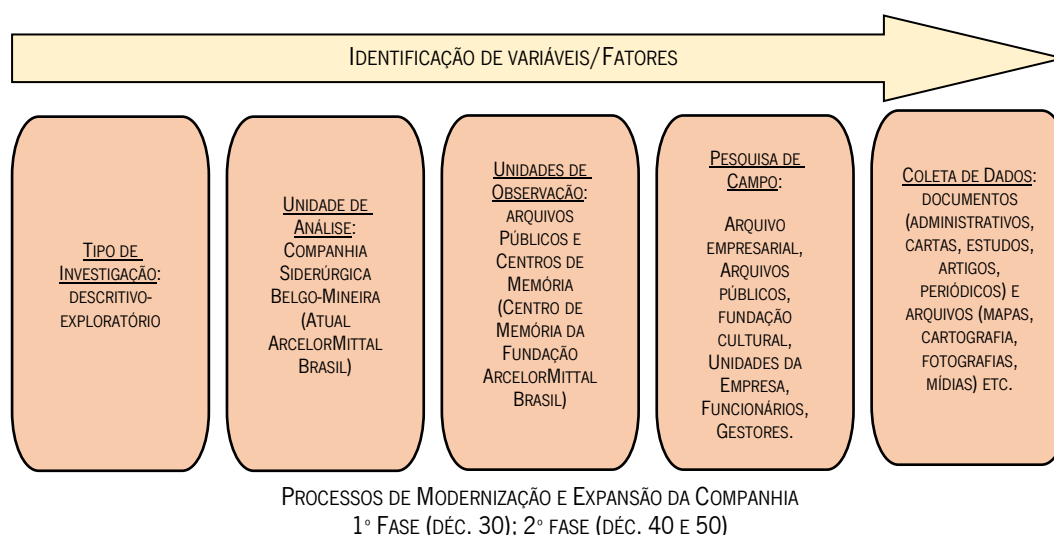 IDENTIFICAÇÃO DE VARIÁVEIS/FATORES
TIPO DE
INVESTIGAÇÃO:
DESCRITIVO-
EXPLORATÓRIO
UNIDADE DE
ANÁLISE:
COMPANHIA
SIDERÚRGICA
BELGO-MINEIRA
(ATUAL
ARCELORMITTAL
BRASIL)
UNIDADES DE
OBSERVAÇÃO:
ARQUIVOS
PÚBLICOS E
CENTROS DE
MEMÓRIA
(CENTRO DE
MEMÓRIA DA
FUNDAÇÃO
ARCELORMITTAL
BRASIL)
PESQUISA DE
CAMPO:
ARQUIVO
EMPRESARIAL,
ARQUIVOS
PÚBLICOS,
FUNDAÇÃO
CULTURAL,
UNIDADES DA
EMPRESA,
FUNCIONÁRIOS,
GESTORES.
COLETA DE DADOS:
DOCUMENTOS
(ADMINISTRATIVOS,
CARTAS, ESTUDOS,
ARTIGOS,
PERIÓDICOS) E
ARQUIVOS (MAPAS,
CARTOGRAFIA,
FOTOGRAFIAS,
MÍDIAS) ETC.
PROCESSOS DE MODERNIZAÇÃO E EXPANSÃO DA COMPANHIA
1º FASE (DÉC. 30); 2º FASE (DÉC. 40 E 50)